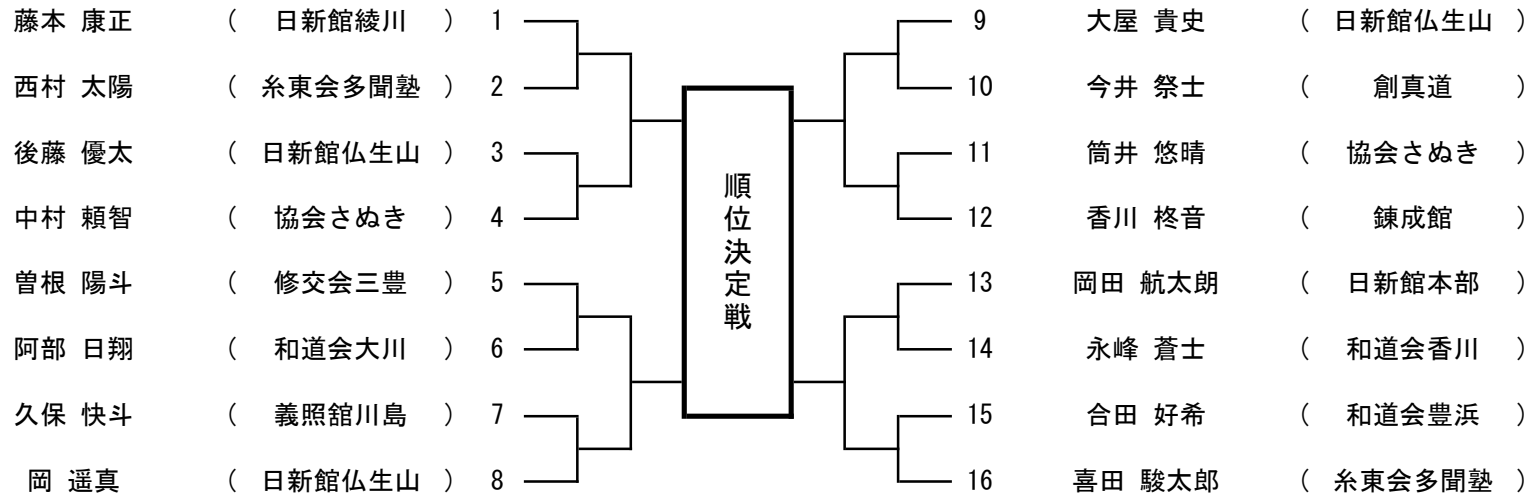 藤本 康正 ( 日新館綾川 ) 1
西村 太陽 ( 糸東会多聞塾 ) 2
後藤 優太 ( 日新館仏生山 ) 3
中村 頼智 ( 協会さぬき ) 4
曽根 陽斗 ( 修交会三豊 ) 5
阿部 日翔 ( 和道会大川 ) 6
久保 快斗 ( 義照舘川島 ) 7
岡 遥真 ( 日新館仏生山 ) 8
順位決定戦
9 大屋 貴史 ( 日新館仏生山 )
10 今井 祭士 ( 創真道 )
11 筒井 悠晴 ( 協会さぬき )
12 香川 柊音 ( 錬成館 )
13 岡田 航太朗 ( 日新館本部 )
14 永峰 蒼士 ( 和道会香川 )
15 合田 好希 ( 和道会豊浜 )
16 喜田 駿太郎 ( 糸東会多聞塾 )